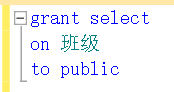 grant select
on 班级
to public